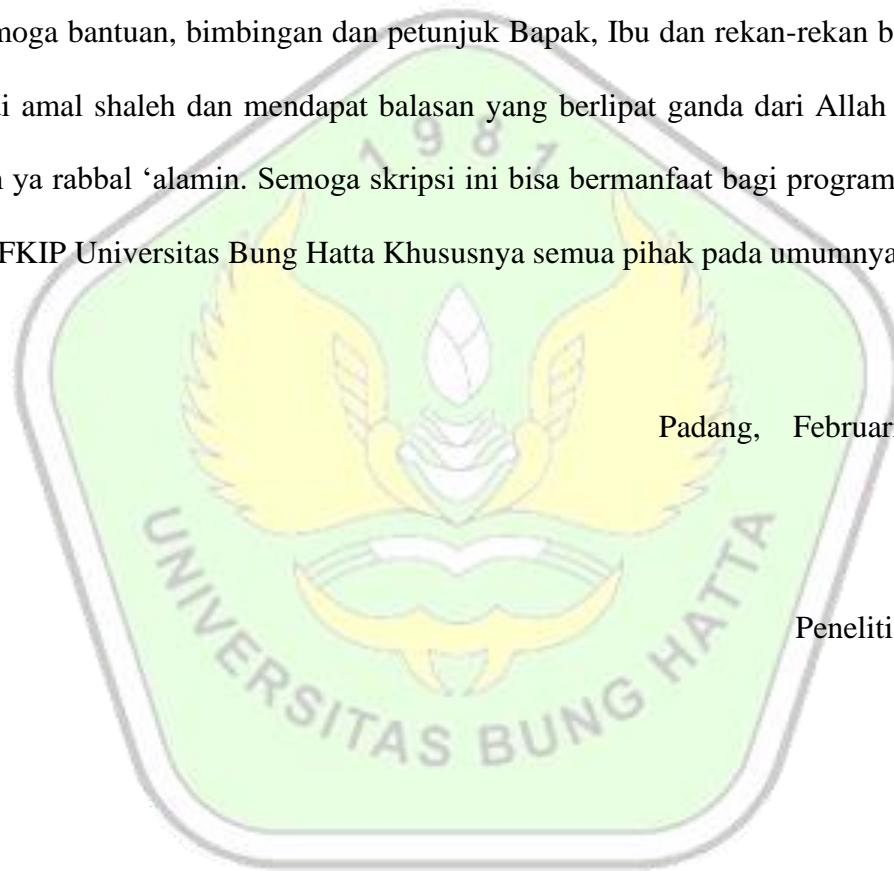 moga bantuan, bimbingan dan petunjuk Bapak, Ibu dan rekan-rekan b
di amal shaleh dan mendapat balasan yang berlipat ganda dari Allah
1981
n ya rabbal ‘alamin. Semoga skripsi ini bisa bermanfaat bagi program
FKIP Universitas Bung Hatta Khususnya semua pihak pada umumnya
Padang, Februari
Peneliti
UNIVERSITAS BUNG HATTA